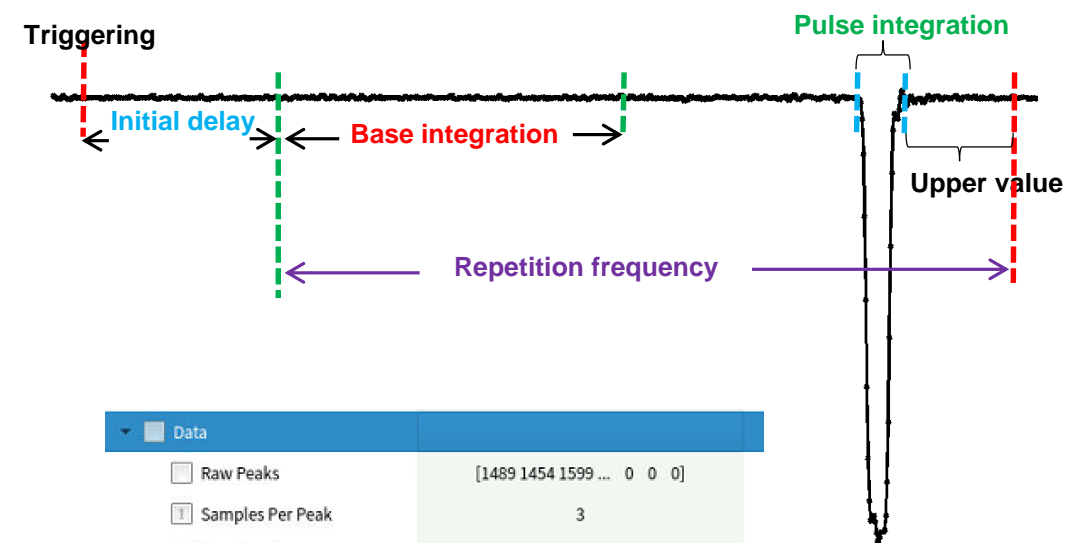 Pulse integration
Triggering
Initial delay
Base integration
Upper value
Repetition frequency
Data
Raw Peaks [1489 1454 1599 ... 0 0 0]
Samples Per Peak 3